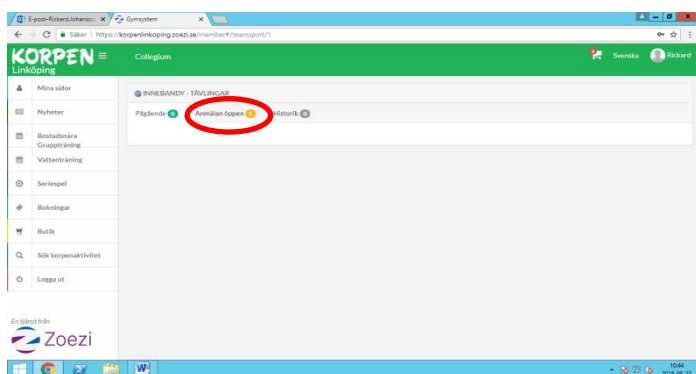 E-post–Rickard.Johansso
Gymsystem
Säker
https://korpenlinkoping.zoezi.se/member#/teamsport/1
KORPEN
Linköping
Collegium
Svenska
Rickard
Mina sidor
INNEBANDY - TÄVLINGAR
Pågående 0
Anmälan öppen 1
Historik 0
Nyheter
Bostadsnära
Gruppträning
Vattenträning
Seriespel
Bokningar
Butik
Sök korpenaktivitet
Logga ut
En tjänst från
Zoezi
10:44